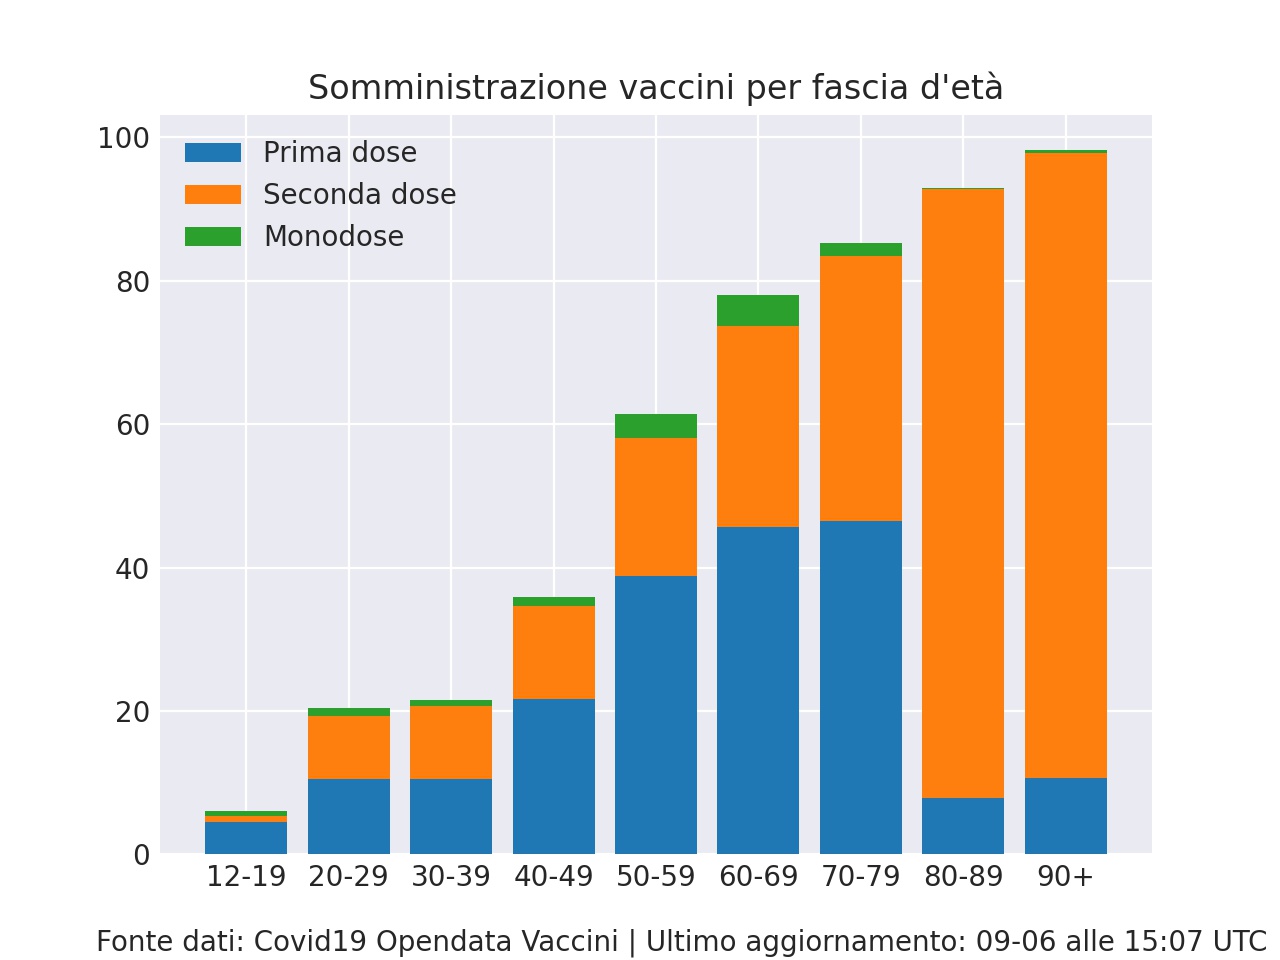 Somministrazione vaccini per fascia d'età
Prima dose
Seconda dose
Monodose
100
80
60
40
20
0
12-19 20-29 30-39 40-49 50-59 60-69 70-79 80-89 90+
Fonte dati: Covid19 Opendata Vaccini | Ultimo aggiornamento: 09-06 alle 15:07 UTC